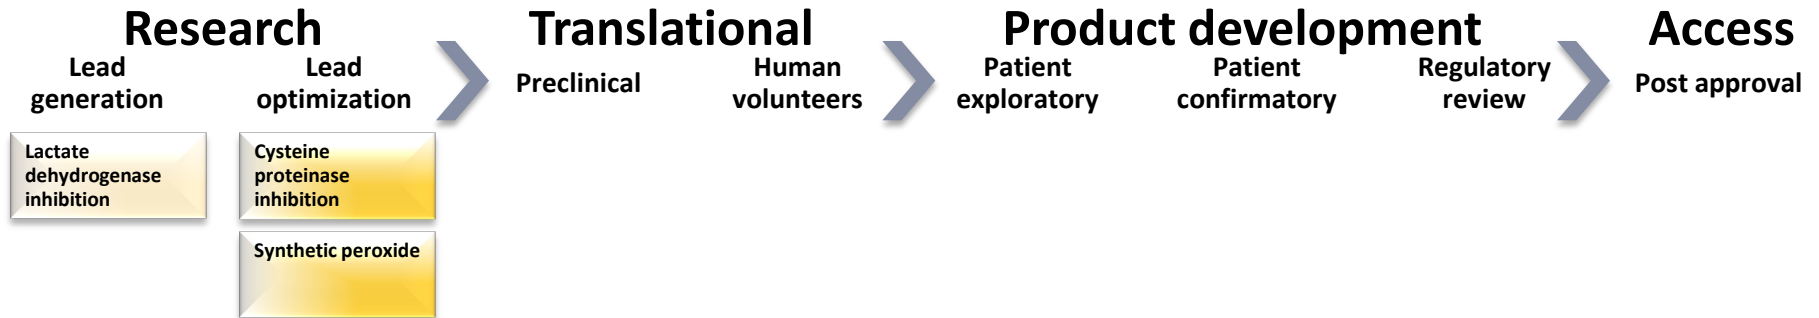 Research
Translational
Product development
Access
Lead
generation
Lead
optimization
Preclinical
Human
volunteers
Patient
exploratory
Patient
confirmatory
Regulatory
review
Post approval
Lactate
dehydrogenase
inhibition
Cysteine
proteinase
inhibition
Synthetic peroxide